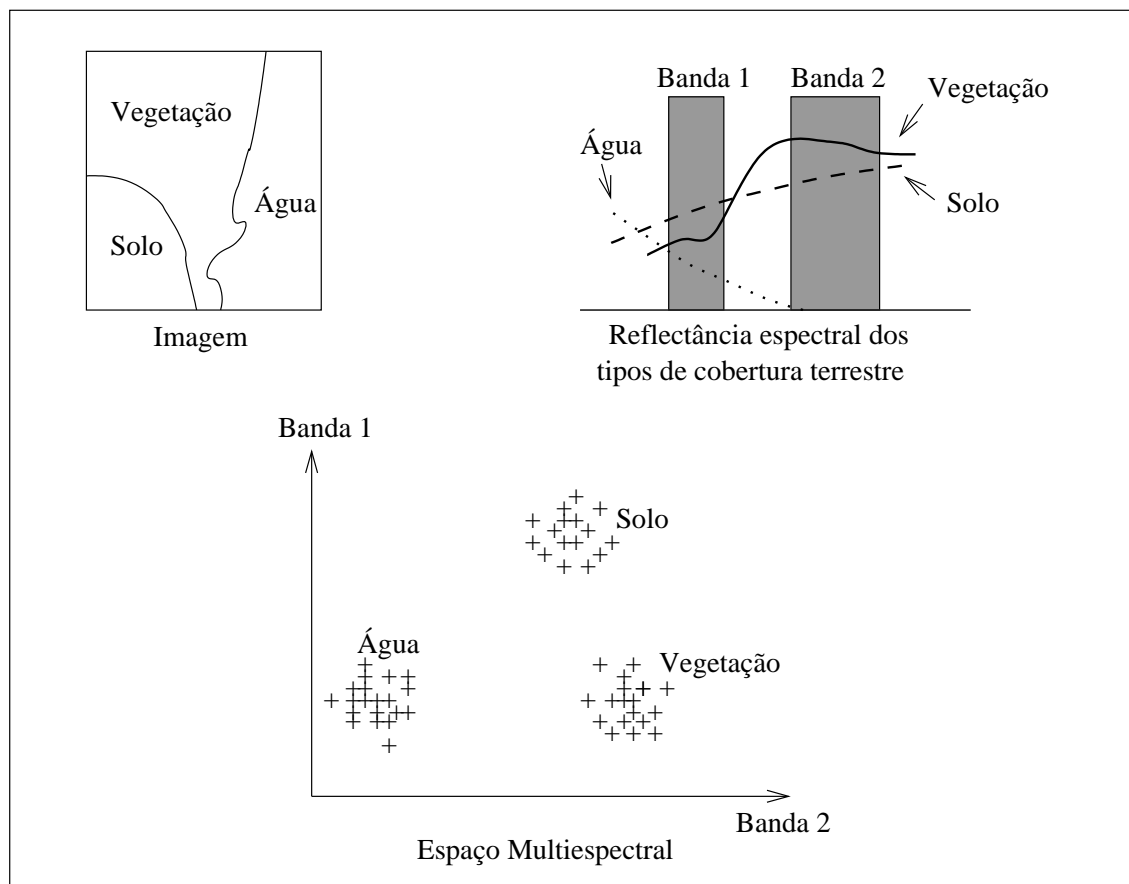 Vegetação
Água
Solo
Imagem
Banda 1
Banda 2
Vegetação
Água
Solo
Reflectância espectral dos
tipos de cobertura terrestre
Banda 1
Solo
Água
Vegetação
Banda 2
Espaço Multiespectral